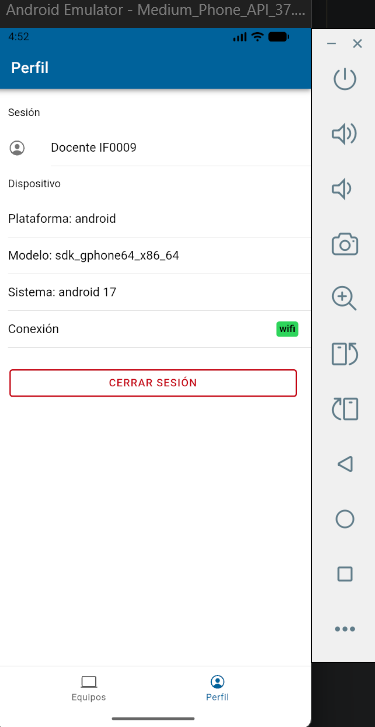 Android Emulator - Medium_Phone_API_37....
4:52
Perfil
Sesión
Docente IF0009
Dispositivo
Plataforma: android
Modelo: sdk_gphone64_x86_64
Sistema: android 17
Conexión wifi
CERRAR SESIÓN
Equipos Perfil